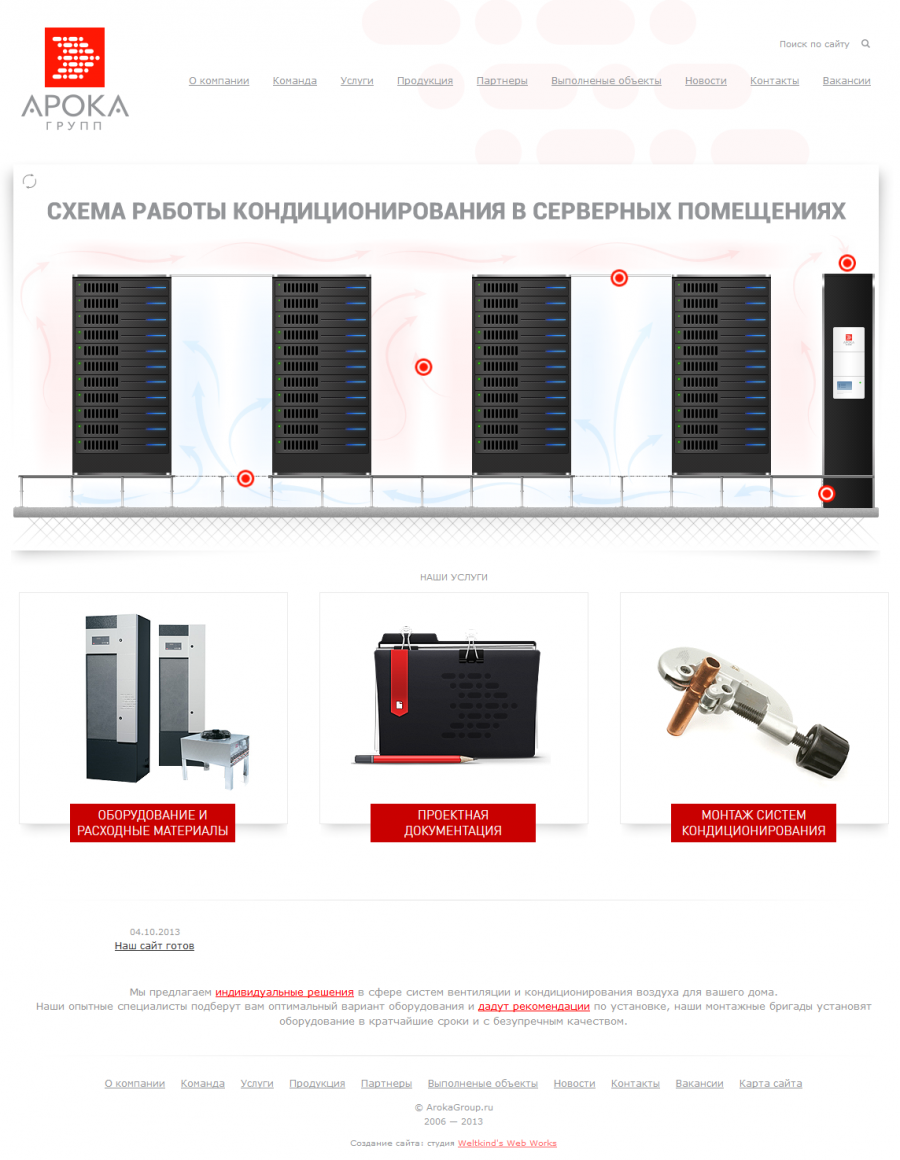 Поиск по сайту
О компании Команда Услуги Продукция Партнеры Выполненые объекты Новости Контакты Вакансии
АРОКА
ГРУПП
СХЕМА РАБОТЫ КОНДИЦИОНИРОВАНИЯ В СЕРВЕРНЫХ ПОМЕЩЕНИЯХ
НАШИ УСЛУГИ
ОБОРУДОВАНИЕ И
РАСХОДНЫЕ МАТЕРИАЛЫ
ПРОЕКТНАЯ
ДОКУМЕНТАЦИЯ
МОНТАЖ СИСТЕМ
КОНДИЦИОНИРОВАНИЯ
04.10.2013
Наш сайт готов
Мы предлагаем индивидуальные решения в сфере систем вентиляции и кондиционирования воздуха для вашего дома.
Наши опытные специалисты подберут вам оптимальный вариант оборудования и дадут рекомендации по установке, наши монтажные бригады установят
оборудование в кратчайшие сроки и с безупречным качеством.
О компании Команда Услуги Продукция Партнеры Выполненые объекты Новости Контакты Вакансии Карта сайта
© ArokaGroup.ru
2006 — 2013
Создание сайта: студия Weltkind's Web Works